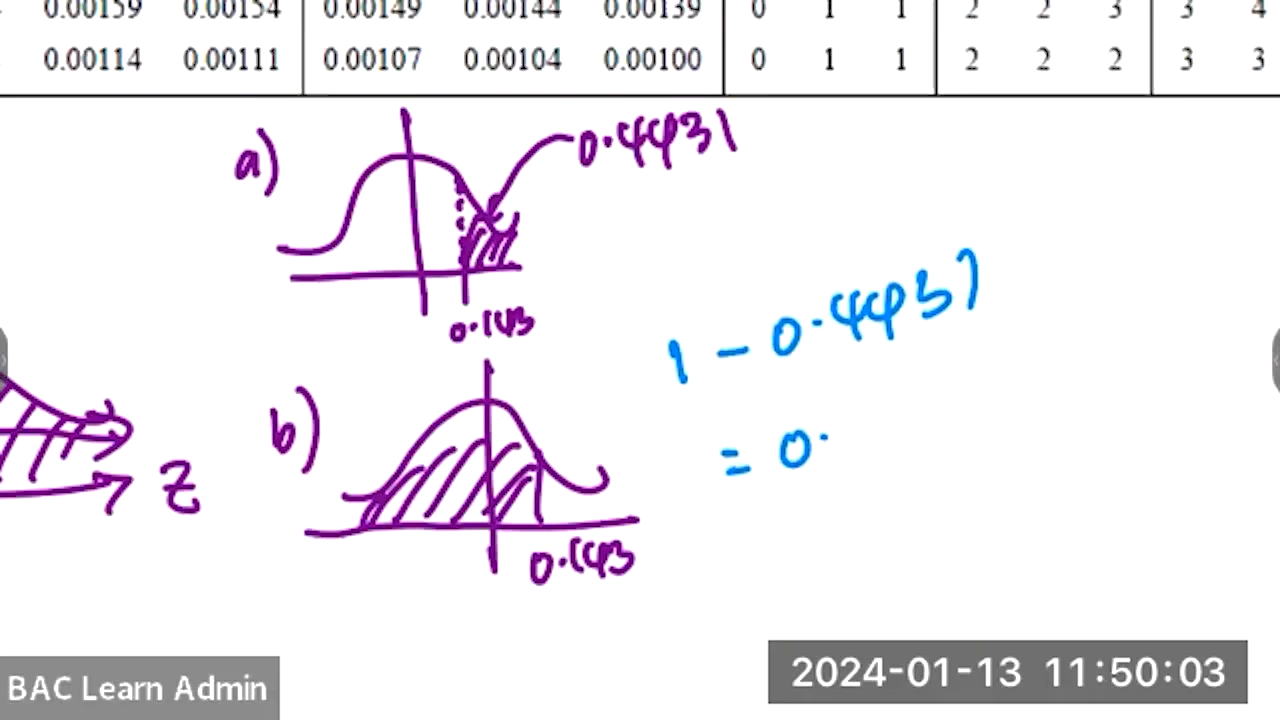 0.00159 0.00154 0.00149 0.00144 0.00139 0 1 1 2 2 3 3 4
0.00114 0.00111 0.00107 0.00104 0.00100 0 1 1 2 2 2 3 3
a)
0.4431
0.143
1 - 0.4431
= 0.
b)
0.143
Z
BAC Learn Admin
2024-01-13 11:50:03